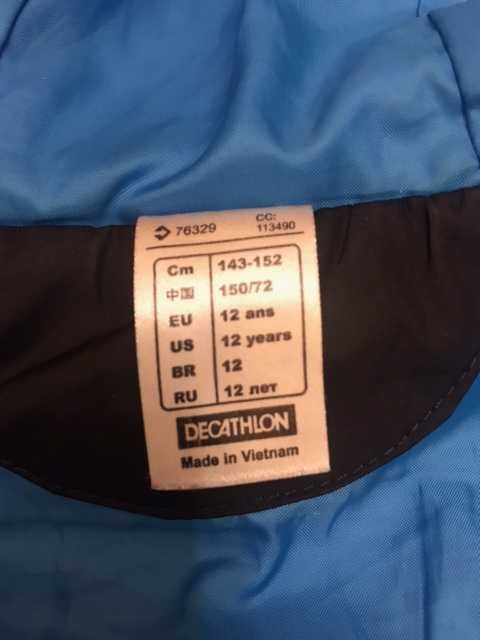 76329 CC: 113490
Cm 143-152
中国 150/72
EU 12 ans
US 12 years
BR 12
RU 12 лет
DECATHLON
Made in Vietnam